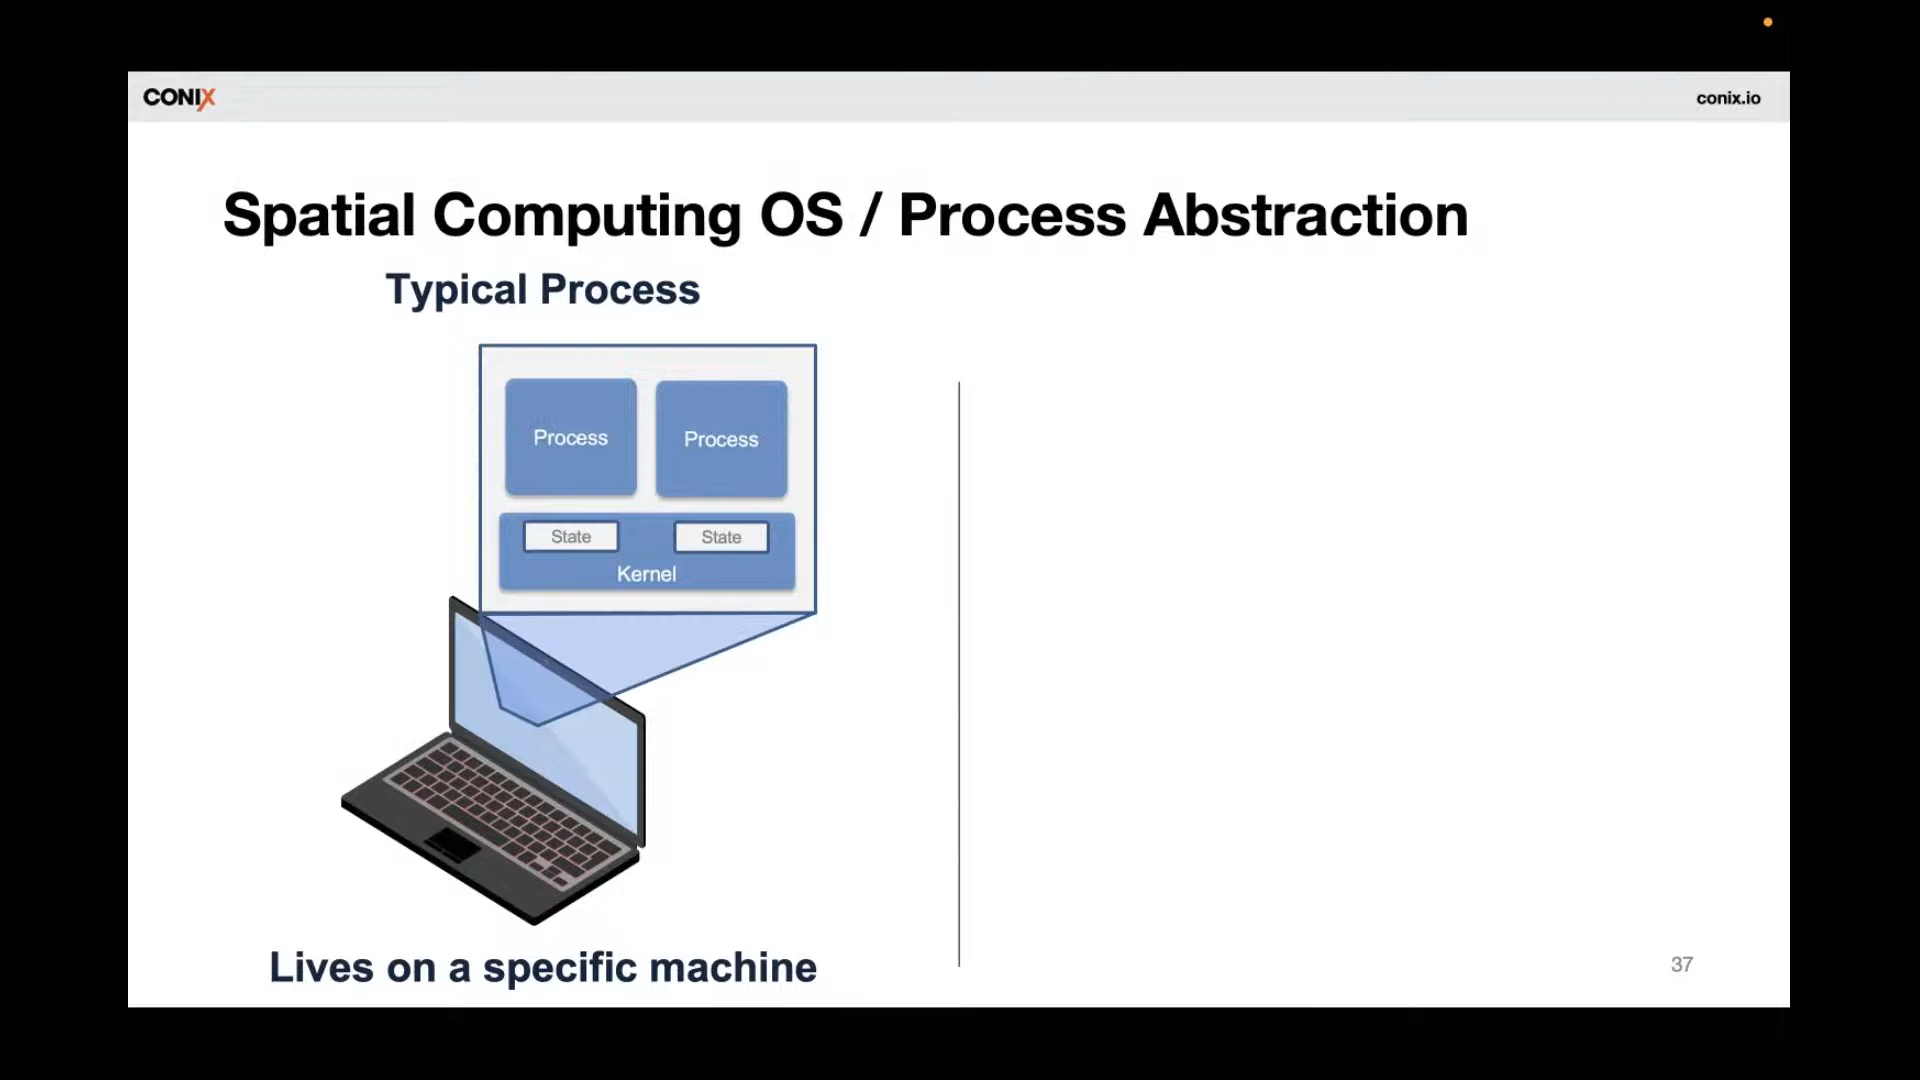 CONIX
conix.io
Spatial Computing OS / Process Abstraction
Typical Process
Process
Process
State
State
Kernel
Lives on a specific machine
37